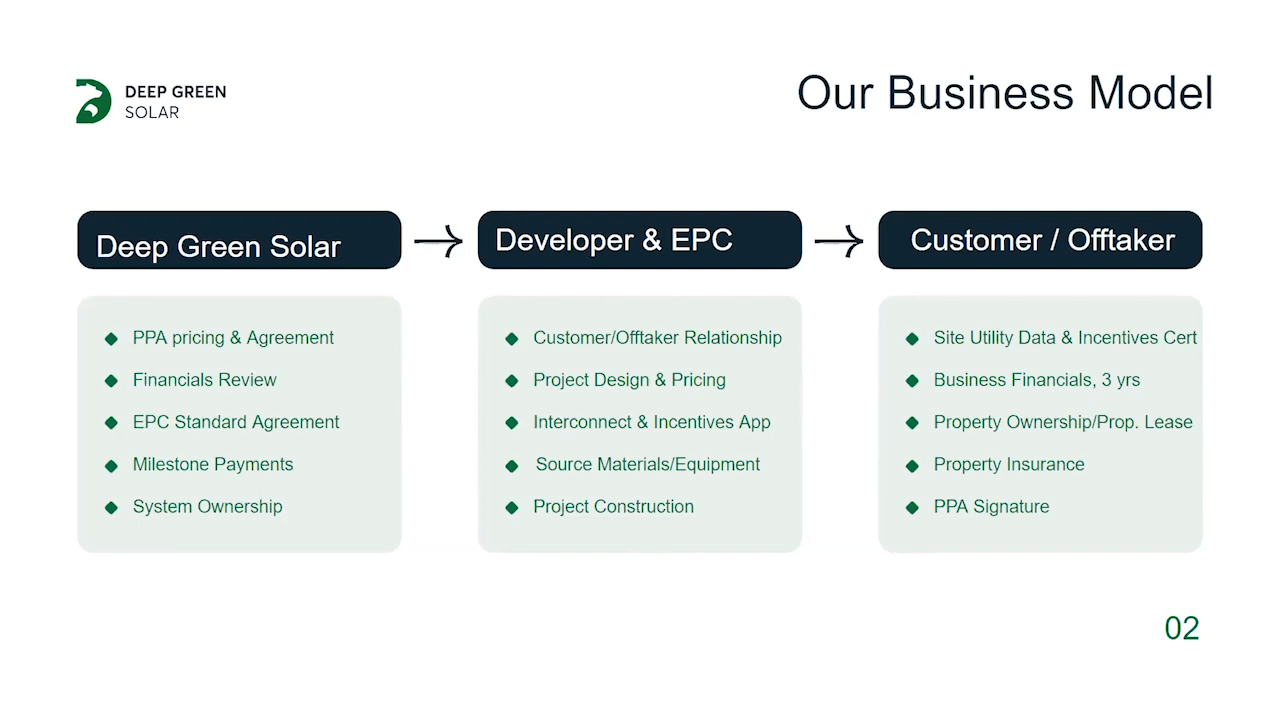 DEEP GREEN
SOLAR
Our Business Model
Deep Green Solar
PPA pricing & Agreement
Financials Review
EPC Standard Agreement
Milestone Payments
System Ownership
Developer & EPC
Customer/Offtaker Relationship
Project Design & Pricing
Interconnect & Incentives App
Source Materials/Equipment
Project Construction
Customer / Offtaker
Site Utility Data & Incentives Cert
Business Financials, 3 yrs
Property Ownership/Prop. Lease
Property Insurance
PPA Signature
02